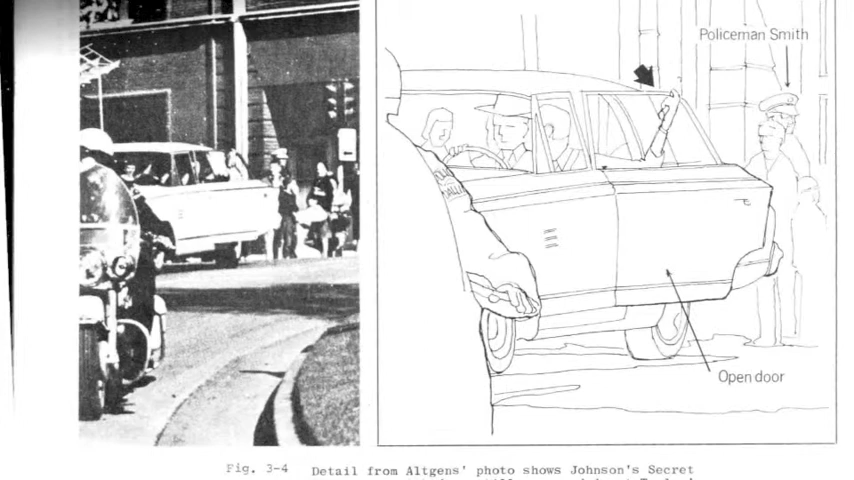 Policeman Smith
Open door
Fig. 3-4 Detail from Altgens' photo shows Johnson's Secret